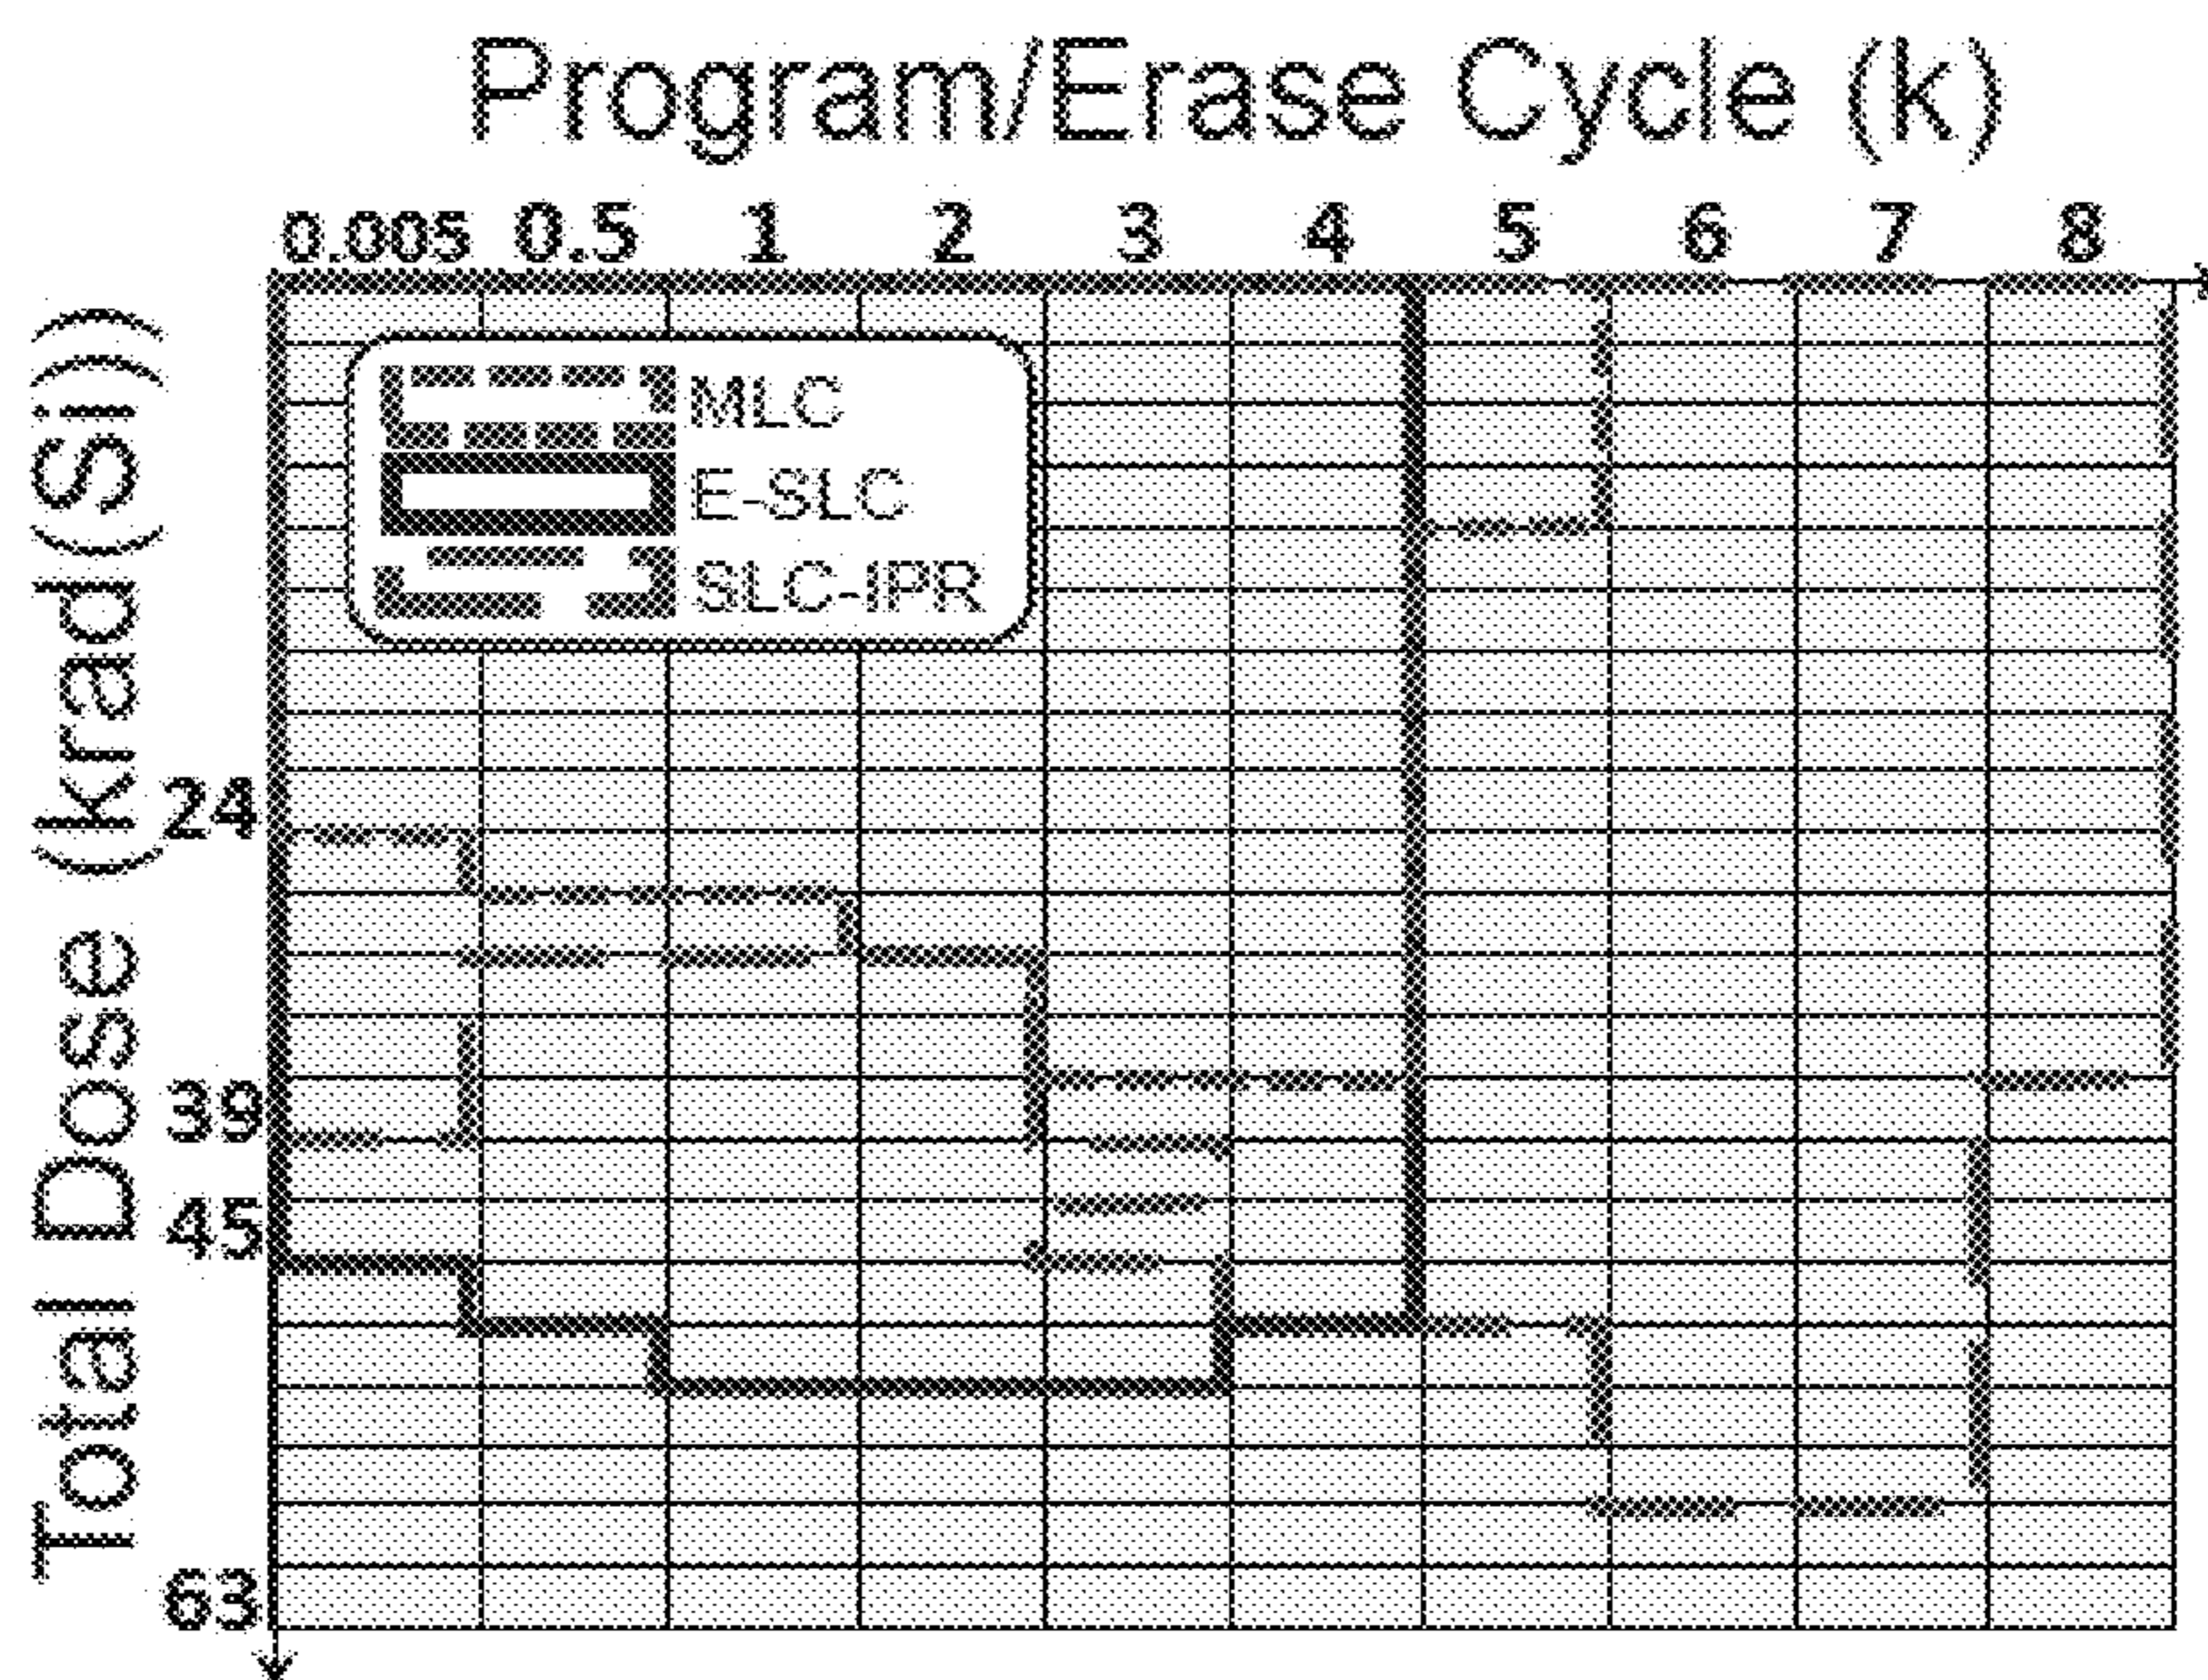 Program/Erase Cycle (k)
0.005 0.5 1 2 3 4 5 6 7 8
Total Dose (krad(Si))
MLC
E-SLC
SLC-IPR
24
39
45
63